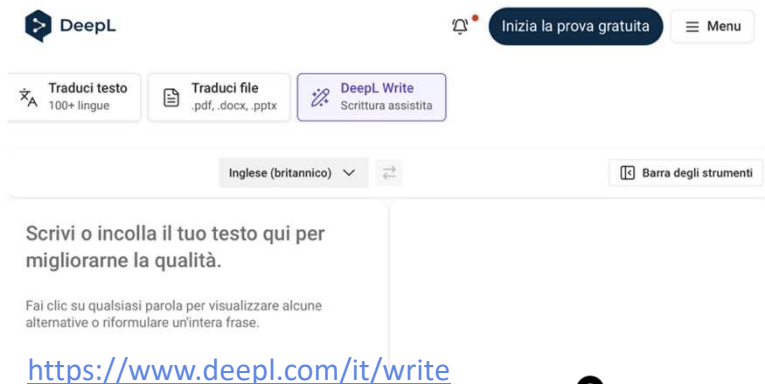 DeepL
Inizia la prova gratuita
Menu
Traduci testo
100+ lingue
Traduci file
.pdf, .docx, .pptx
DeepL Write
Scrittura assistita
Inglese (britannico)
Barra degli strumenti
Scrivi o incolla il tuo testo qui per
migliorarne la qualità.
Fai clic su qualsiasi parola per visualizzare alcune
alternative o riformulare un'intera frase.
https://www.deepl.com/it/write